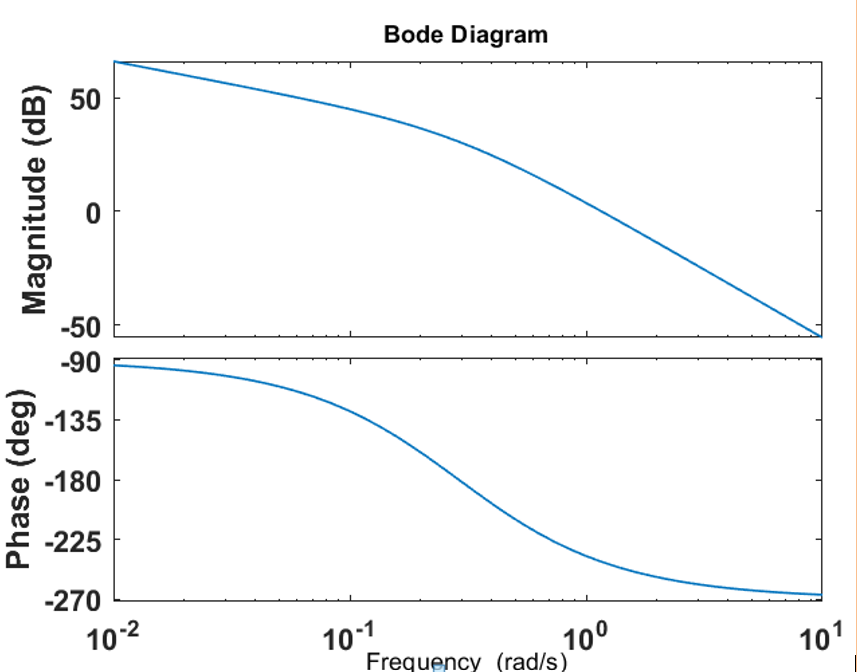 Bode Diagram
Magnitude (dB)
50
0
-50
Phase (deg)
-90
-135
-180
-225
-270
10-2 10-1 100 101
Frequency (rad/s)